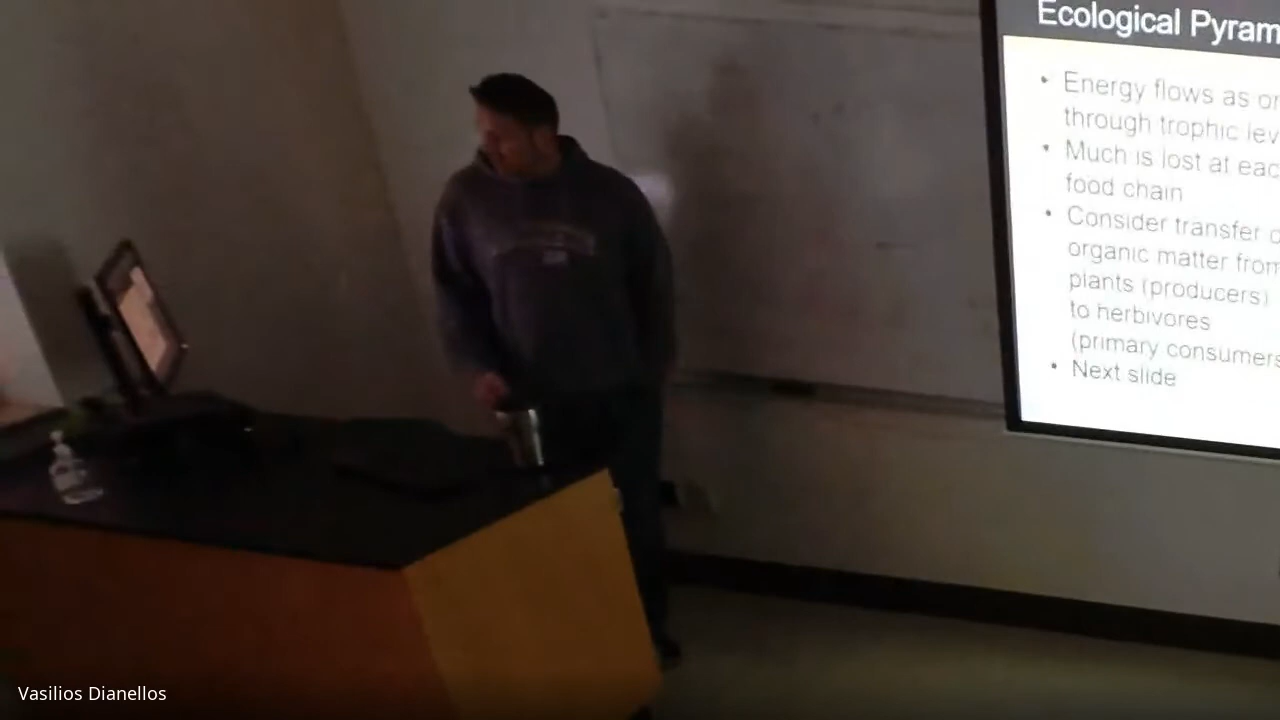 Ecological Pyram
• Energy flows as or
through trophic lev
• Much is lost at eac
food chain
• Consider transfer o
organic matter from
plants (producers)
to herbivores
(primary consumers
• Next slide
Vasilios Dianellos